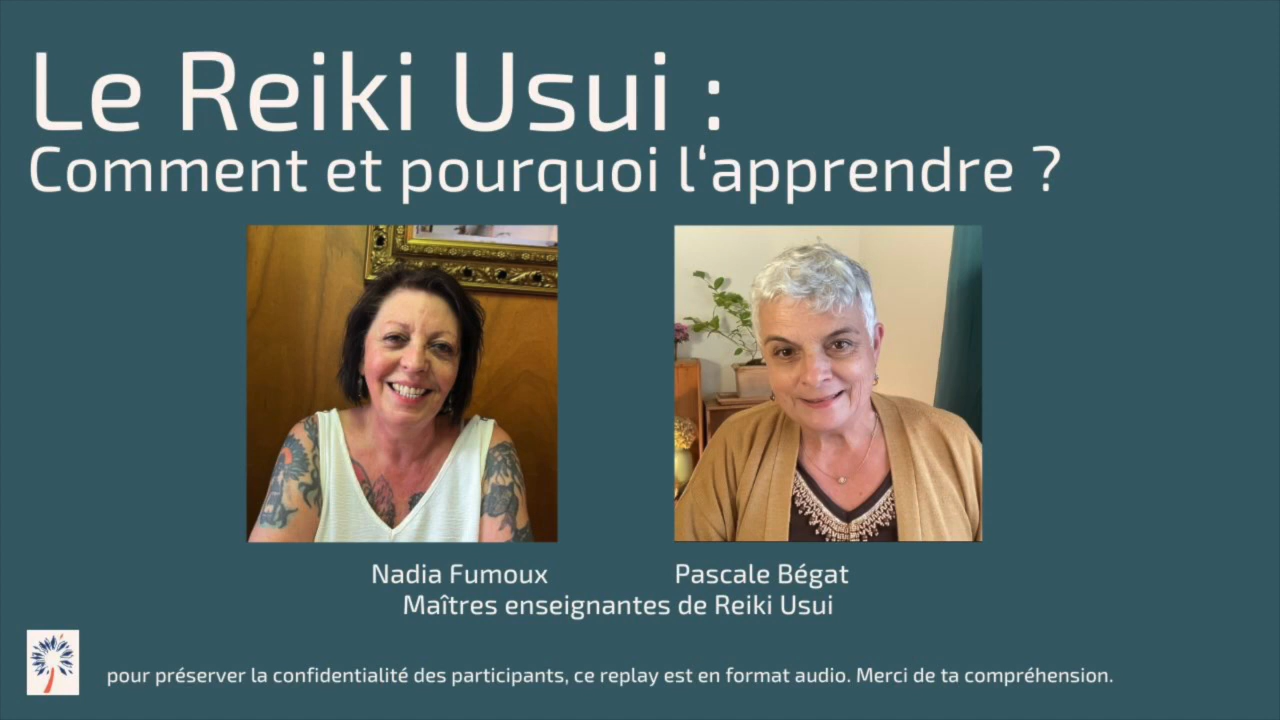 Le Reiki Usui :
Comment et pourquoi l‘apprendre ?
Nadia Fumoux
Pascale Bégat
Maîtres enseignantes de Reiki Usui
pour préserver la confidentialité des participants, ce replay est en format audio. Merci de ta compréhension.